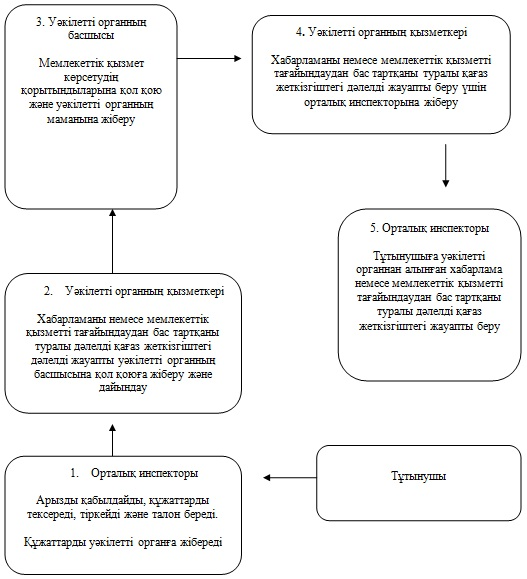 3. Уәкілетті органның
басшысы
Мемлекеттік қызмет
көрсетудің
қорытындыларына қол қою
және уәкілетті органның
маманына жіберу
4. Уәкілетті органның қызметкері
Хабарламаны немесе мемлекеттік қызметті
тағайындаудан бас тартқаны туралы қағаз
жеткізгіштегі дәлелді жауапты беру үшін
орталық инспекторына жіберу
5. Орталық инспекторы
Тұтынушыға уәкілетті
органнан алынған хабарлама
немесе мемлекеттік қызметті
тағайындаудан бас тартқаны
туралы дәлелді қағаз
жеткізгіштегі жауапты беру
2. Уәкілетті органның қызметкері
Хабарламаны немесе мемлекеттік
қызметті тағайындаудан бас тартқаны
туралы дәлелді қағаз жеткізгіштегі
дәлелді жауапты уәкілетті органның
басшысына қол қоюға жіберу және
дайындау
1. Орталық инспекторы
Арызды қабылдайды, құжаттарды
тексереді, тіркейді және талон береді.
Құжаттарды уәкілетті органға жібереді
Тұтынушы